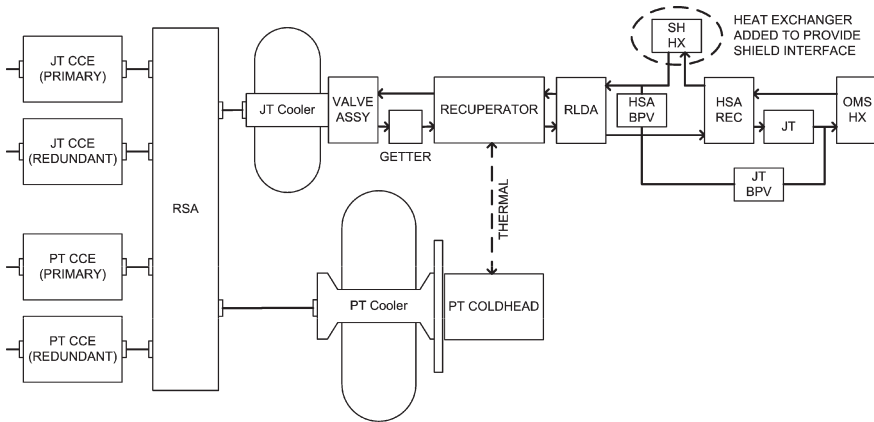 JT CCE
(PRIMARY)
JT CCE
(REDUNDANT)
PT CCE
(PRIMARY)
PT CCE
(REDUNDANT)
RSA
JT Cooler
VALVE
ASSY
GETTER
RECUPERATOR
RLDA
HSA
BPV
SH
HX
HEAT EXCHANGER
ADDED TO PROVIDE
SHIELD INTERFACE
HSA
REC
JT
OMS
HX
JT
BPV
THERMAL
PT Cooler
PT COLDHEAD